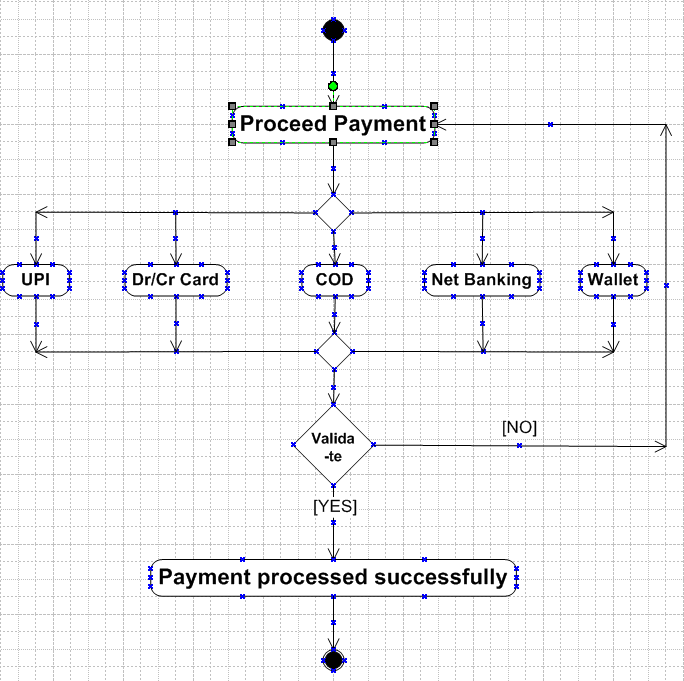 Proceed Payment
UPI
Dr/Cr Card
COD
Net Banking
Wallet
Valida
-te
[NO]
[YES]
Payment processed successfully